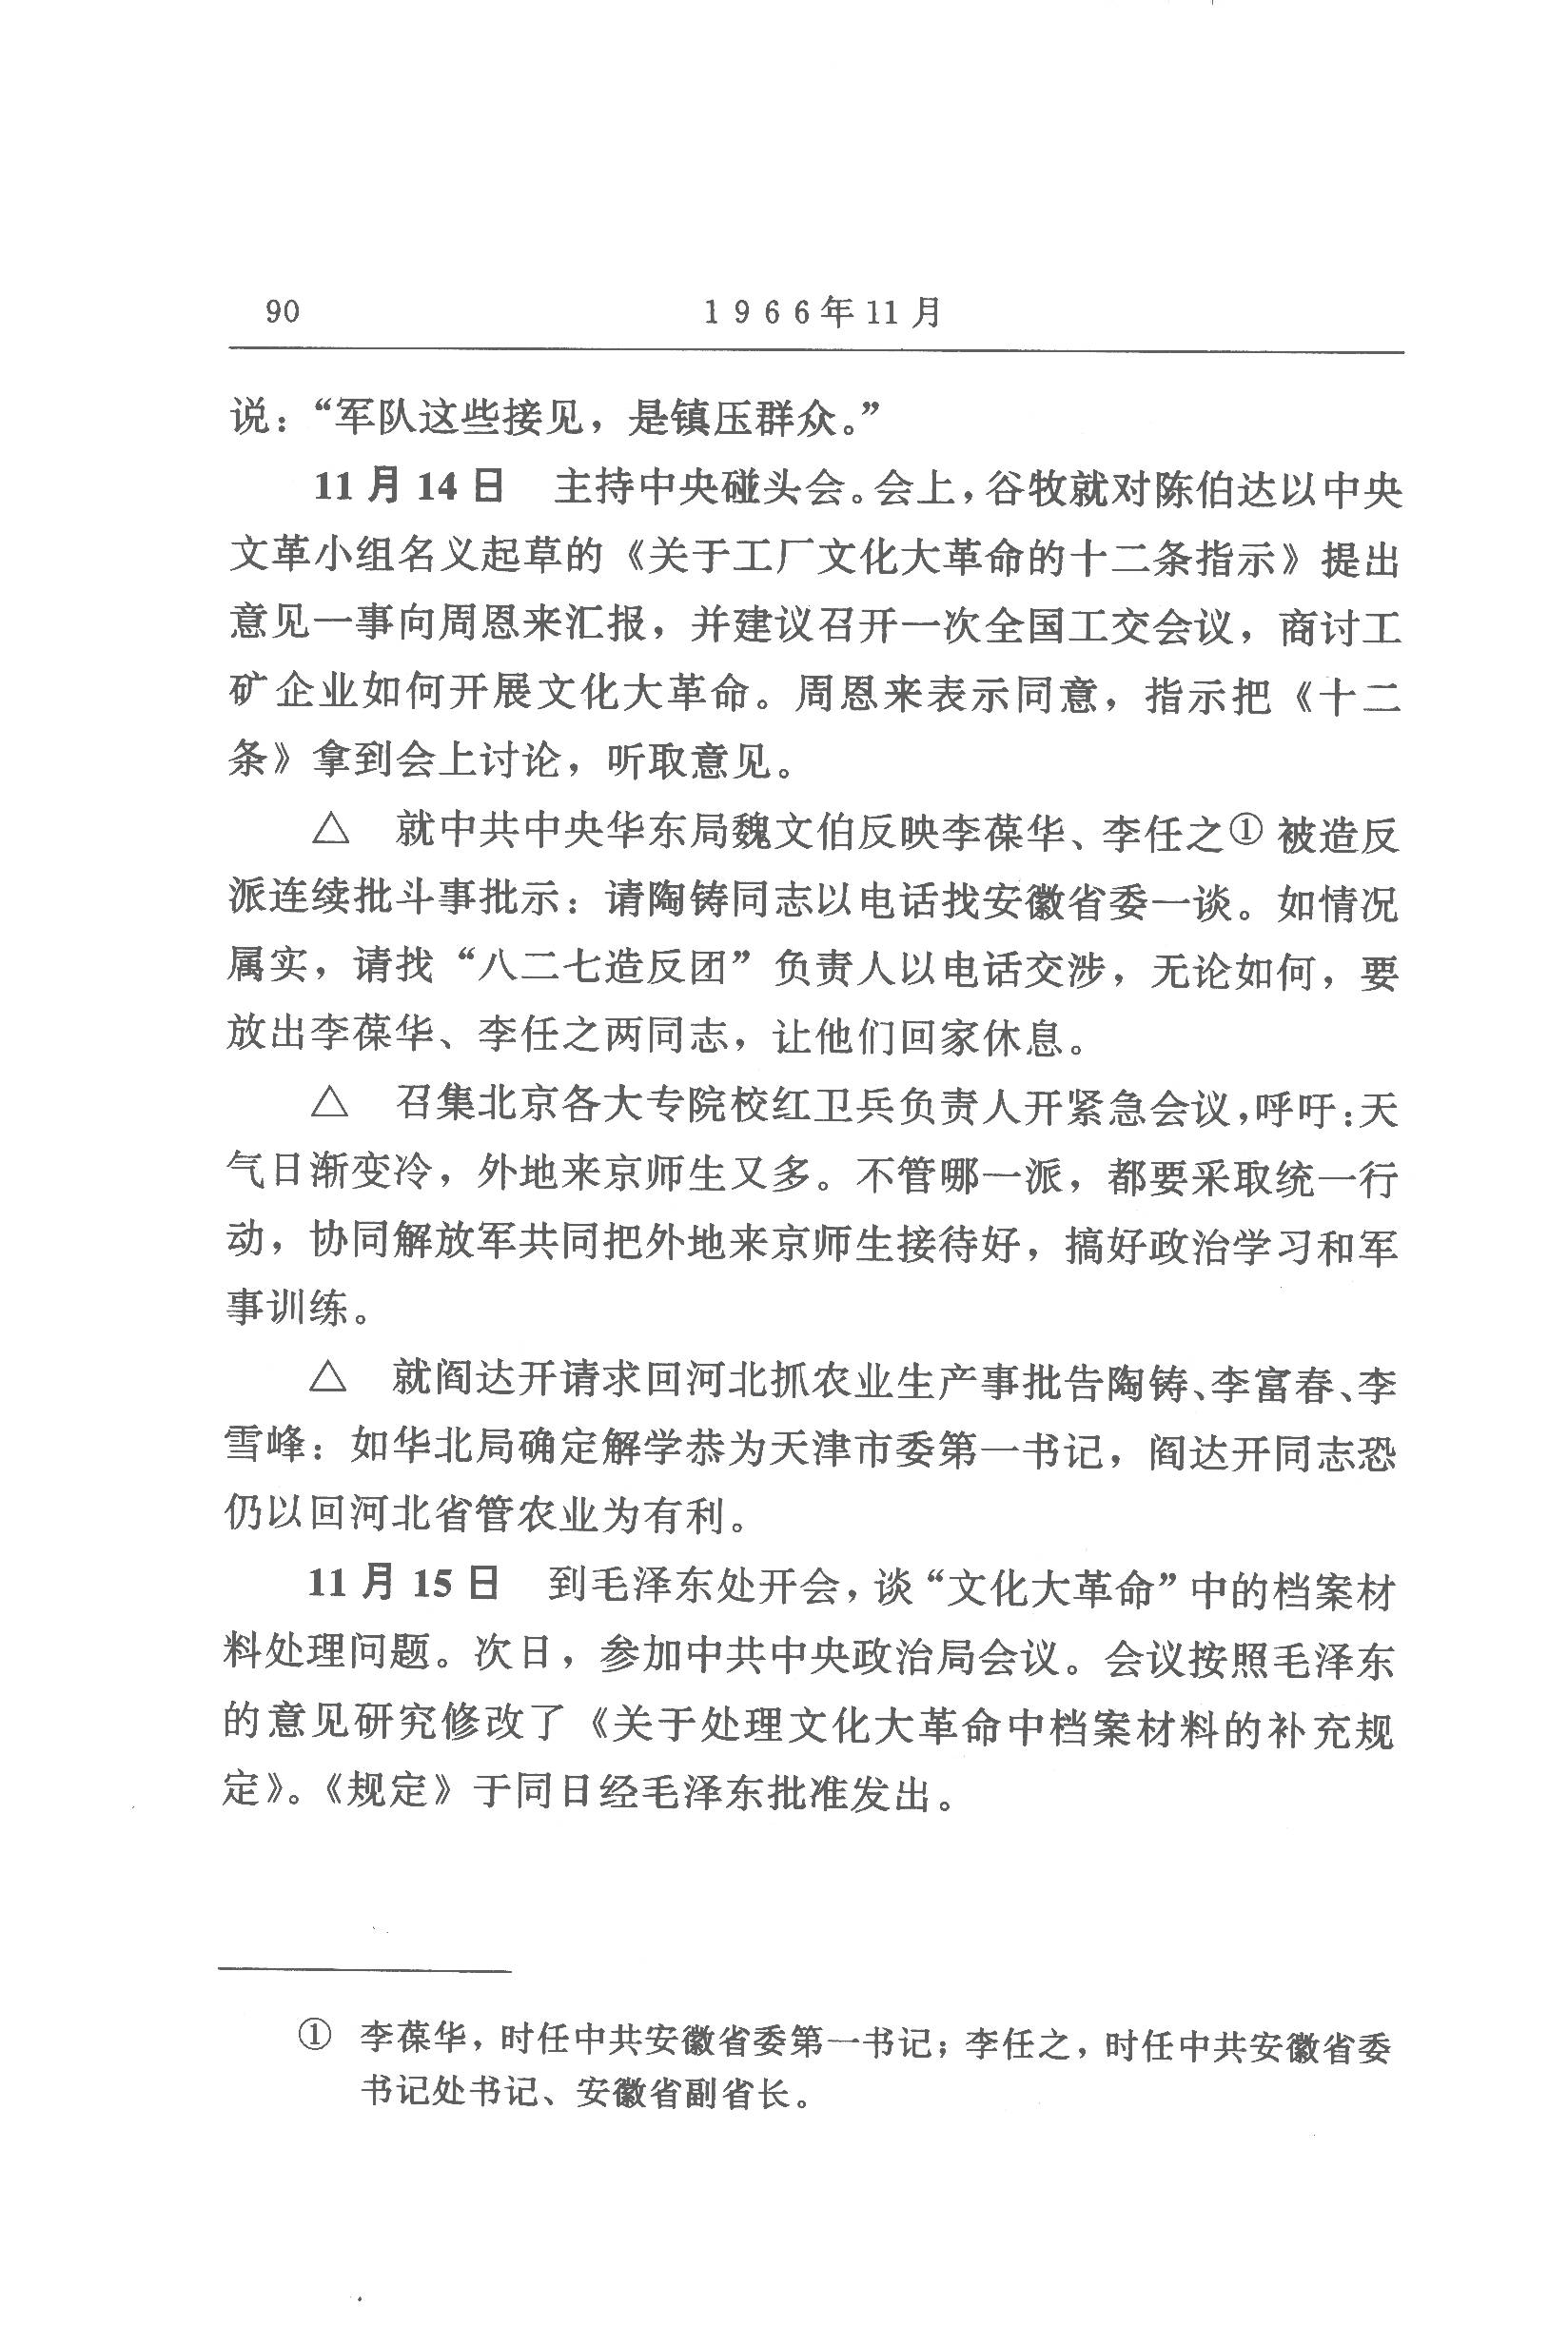 90
1966年11月
说：“军队这些接见，是镇压群众。”
11月14日　主持中央碰头会。会上，谷牧就对陈伯达以中央
文革小组名义起草的《关于工厂文化大革命的十二条指示》提出
意见一事向周恩来汇报，并建议召开一次全国工交会议，商讨工
矿企业如何开展文化大革命。周恩来表示同意，指示把《十二
条》拿到会上讨论，听取意见。
△　就中共中央华东局魏文伯反映李葆华、李任之①被造反
派连续批斗事批示：请陶铸同志以电话找安徽省委一谈。如情况
属实，请找“八二七造反团”负责人以电话交涉，无论如何，要
放出李葆华、李任之两同志，让他们回家休息。
△　召集北京各大专院校红卫兵负责人开紧急会议，呼吁：天
气日渐变冷，外地来京师生又多。不管哪一派，都要采取统一行
动，协同解放军共同把外地来京师生接待好，搞好政治学习和军
事训练。
△　就阎达开请求回河北抓农业生产事批告陶铸、李富春、李
雪峰：如华北局确定解学恭为天津市委第一书记，阎达开同志恐
仍以回河北省管农业为有利。
11月15日　到毛泽东处开会，谈“文化大革命”中的档案材
料处理问题。次日，参加中共中央政治局会议。会议按照毛泽东
的意见研究修改了《关于处理文化大革命中档案材料的补充规
定》。《规定》于同日经毛泽东批准发出。
①　李葆华，时任中共安徽省委第一书记；李任之，时任中共安徽省委
书记处书记、安徽省副省长。